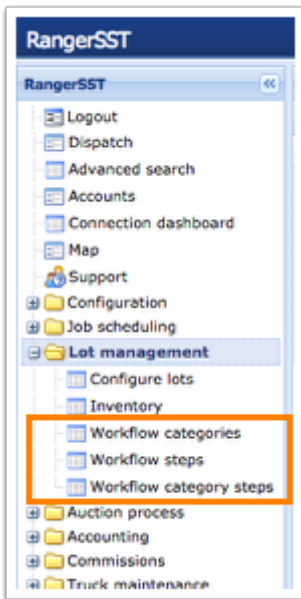 RangerSST
RangerSST
Logout
Dispatch
Advanced search
Accounts
Connection dashboard
Map
Support
Configuration
Job scheduling
Lot management
Configure lots
Inventory
Workflow categories
Workflow steps
Workflow category steps
Auction process
Accounting
Commissions
Truck maintenance